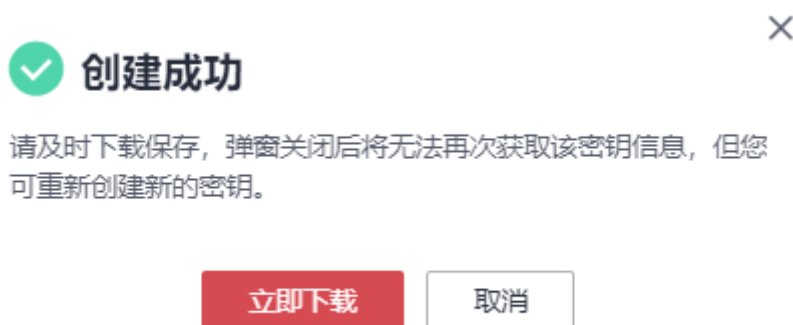 创建成功
请及时下载保存，弹窗关闭后将无法再次获取该密钥信息，但您
可重新创建新的密钥。
立即下载 取消